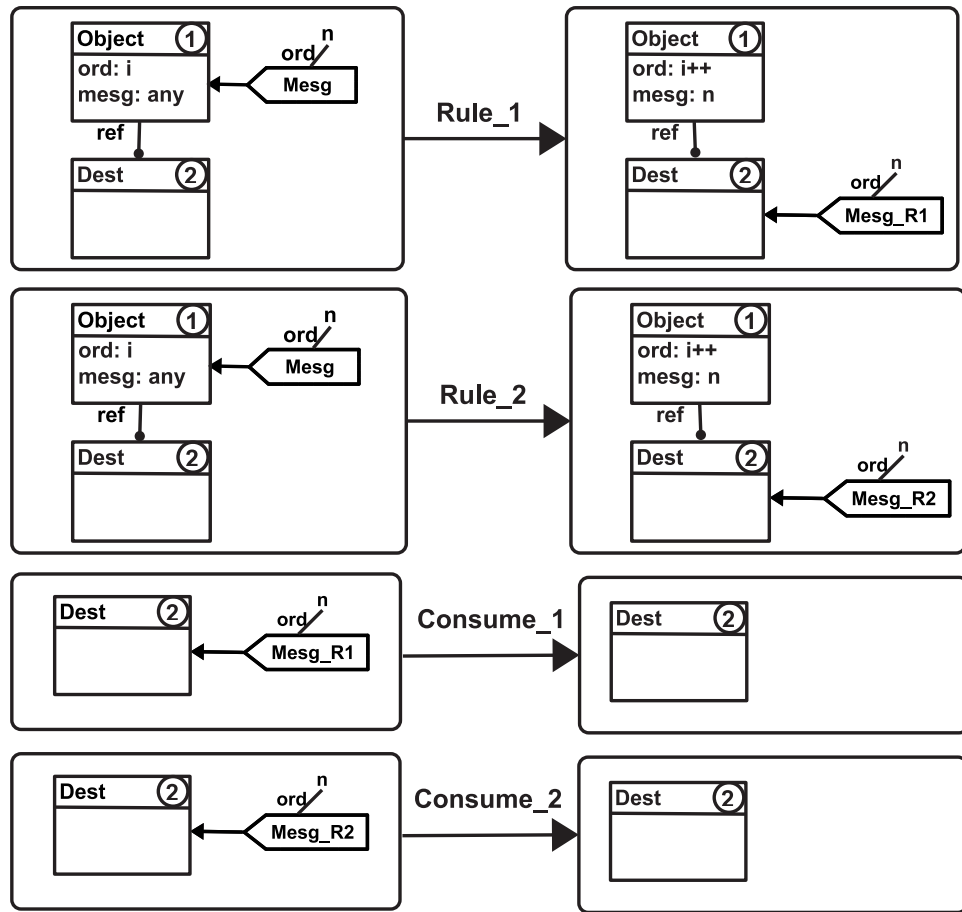 Object 1
ord: i
mesg: any
ref
Dest 2
n
ord
Mesg
Rule_1
Object 1
ord: i++
mesg: n
ref
Dest 2
n
ord
Mesg_R1
Object 1
ord: i
mesg: any
ref
Dest 2
n
ord
Mesg
Rule_2
Object 1
ord: i++
mesg: n
ref
Dest 2
n
ord
Mesg_R2
Dest 2
n
ord
Mesg_R1
Consume_1
Dest 2
Dest 2
n
ord
Mesg_R2
Consume_2
Dest 2